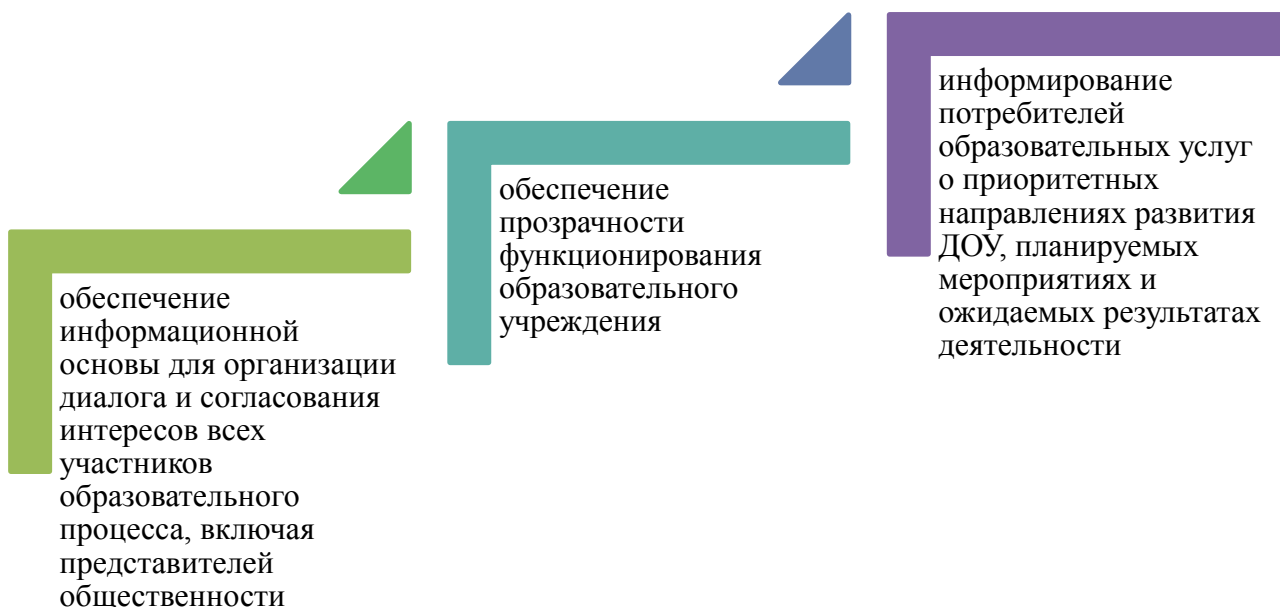 обеспечение
информационной
основы для организации
диалога и согласования
интересов всех
участников
образовательного
процесса, включая
представителей
общественности
обеспечение
прозрачности
функционирования
образовательного
учреждения
информирование
потребителей
образовательных услуг
о приоритетных
направлениях развития
ДОУ, планируемых
мероприятиях и
ожидаемых результатах
деятельности